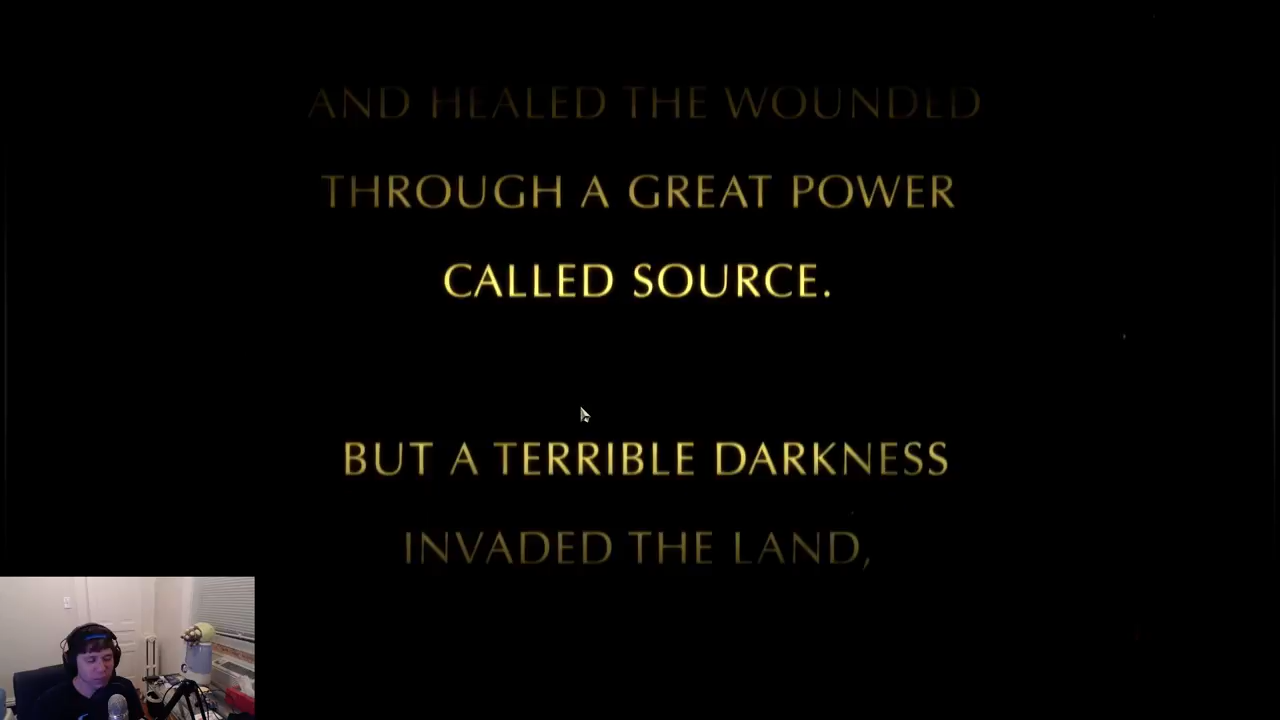 AND HEALED THE WOUNDED
THROUGH A GREAT POWER
CALLED SOURCE.
BUT A TERRIBLE DARKNESS
INVADED THE LAND,